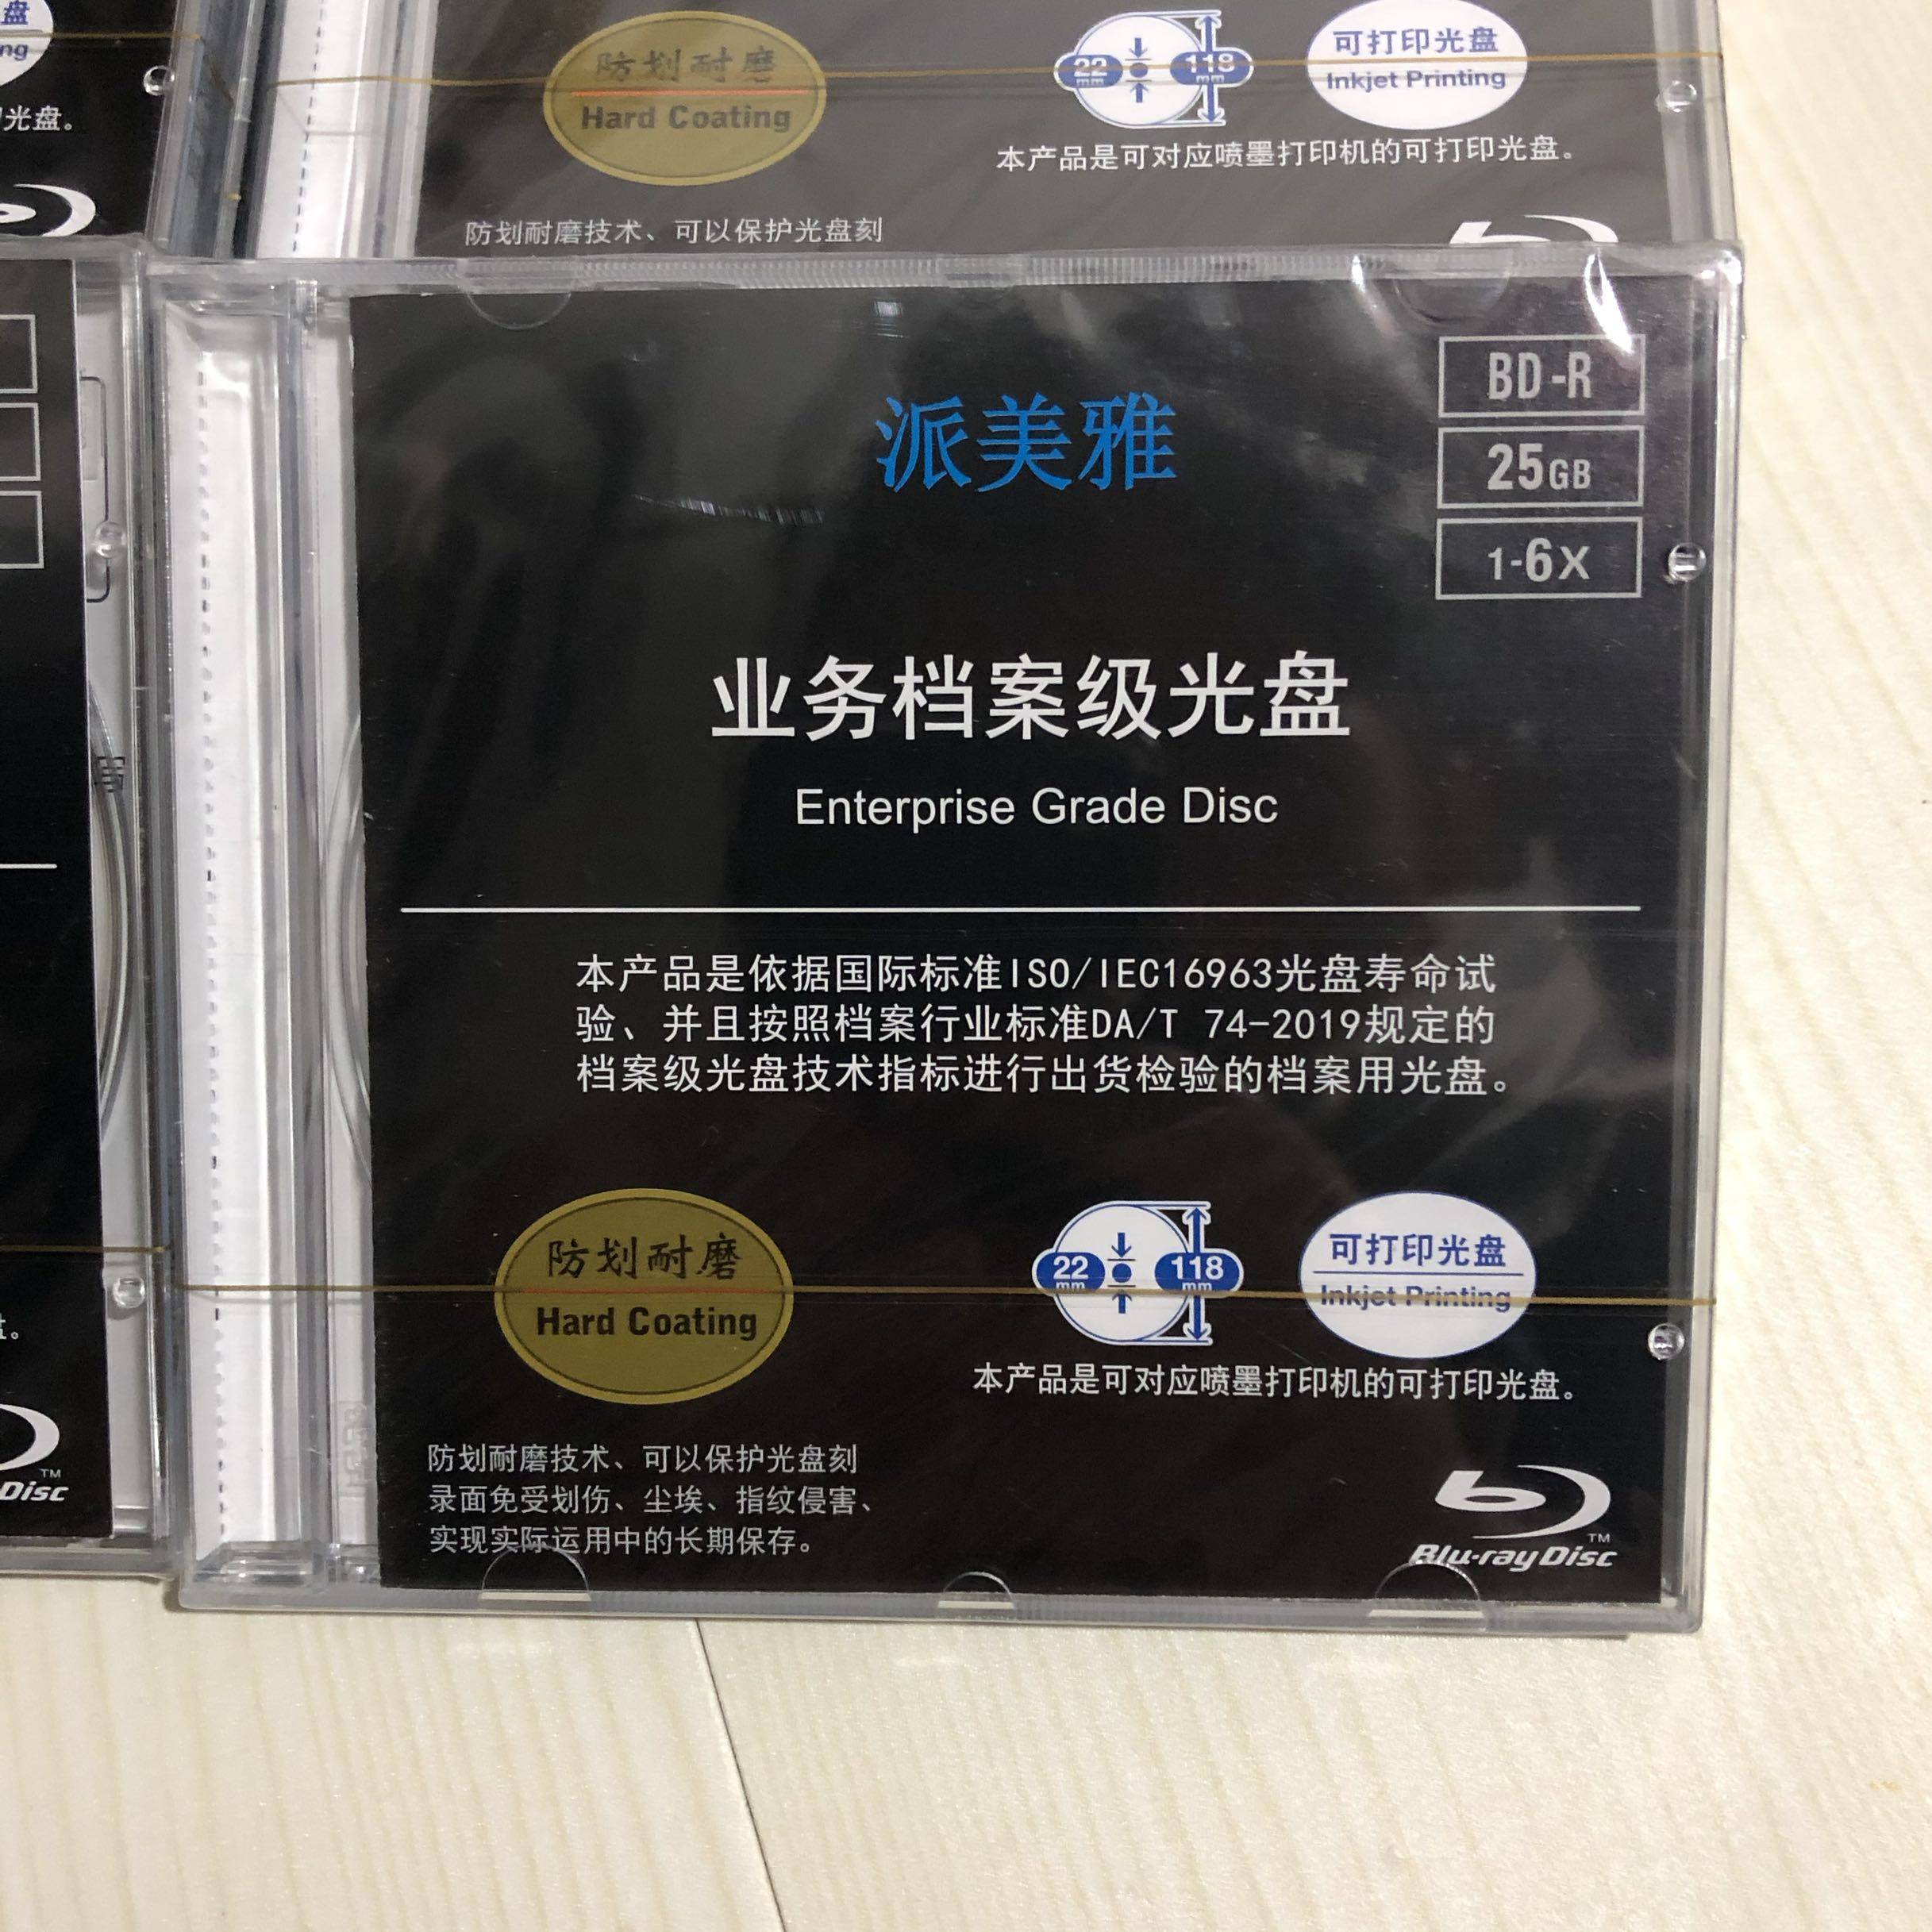 盘
ng
光盘。
防划耐磨
Hard Coating
22
mm
118
mm
可打印光盘
Inkjet Printing
本产品是可对应喷墨打印机的可打印光盘。
防划耐磨技术、可以保护光盘刻
派美雅
BD-R
25GB
1-6X
业务档案级光盘
Enterprise Grade Disc
本产品是依据国际标准ISO/IEC16963光盘寿命试
验、并且按照档案行业标准DA/T 74-2019规定的
档案级光盘技术指标进行出货检验的档案用光盘。
防划耐磨
Hard Coating
22
mm
118
mm
可打印光盘
Inkjet Printing
本产品是可对应喷墨打印机的可打印光盘。
防划耐磨技术、可以保护光盘刻
录面免受划伤、尘埃、指纹侵害、
实现实际运用中的长期保存。
TM
Blu-ray Disc
TM
Disc